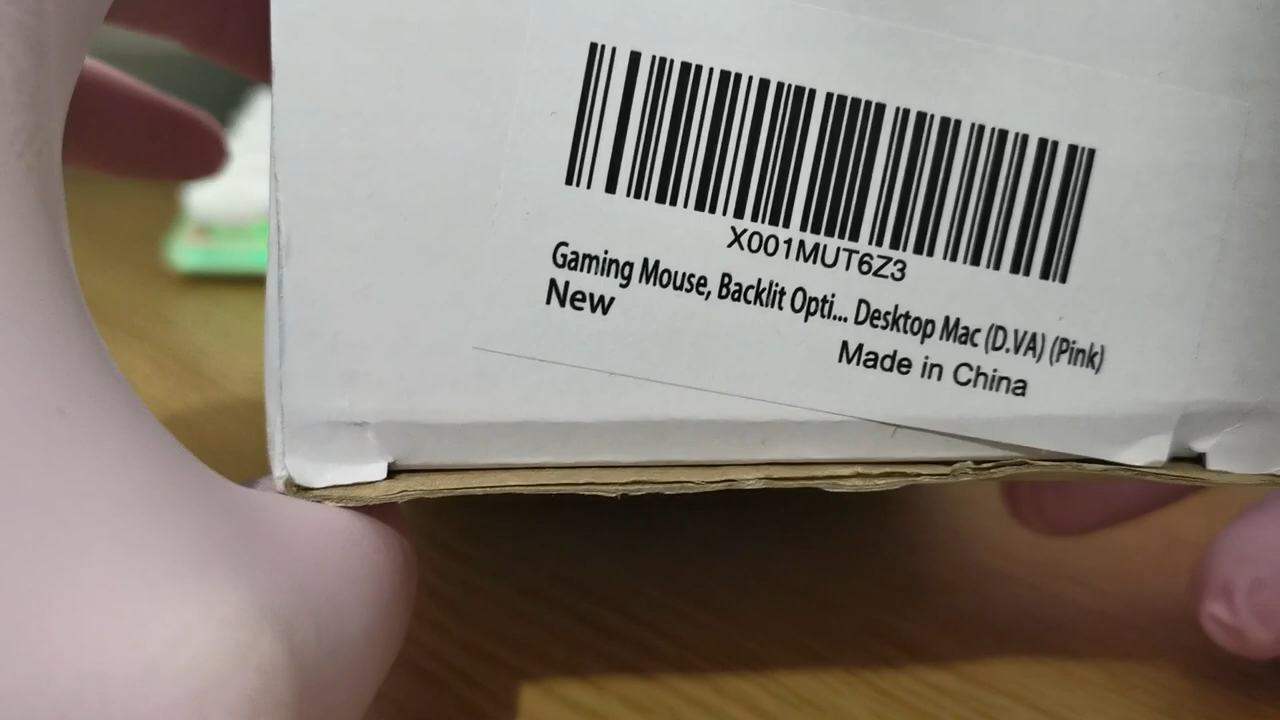 X001MUT6Z3
Gaming Mouse, Backlit Opti... Desktop Mac (D.VA) (Pink)
New
Made in China